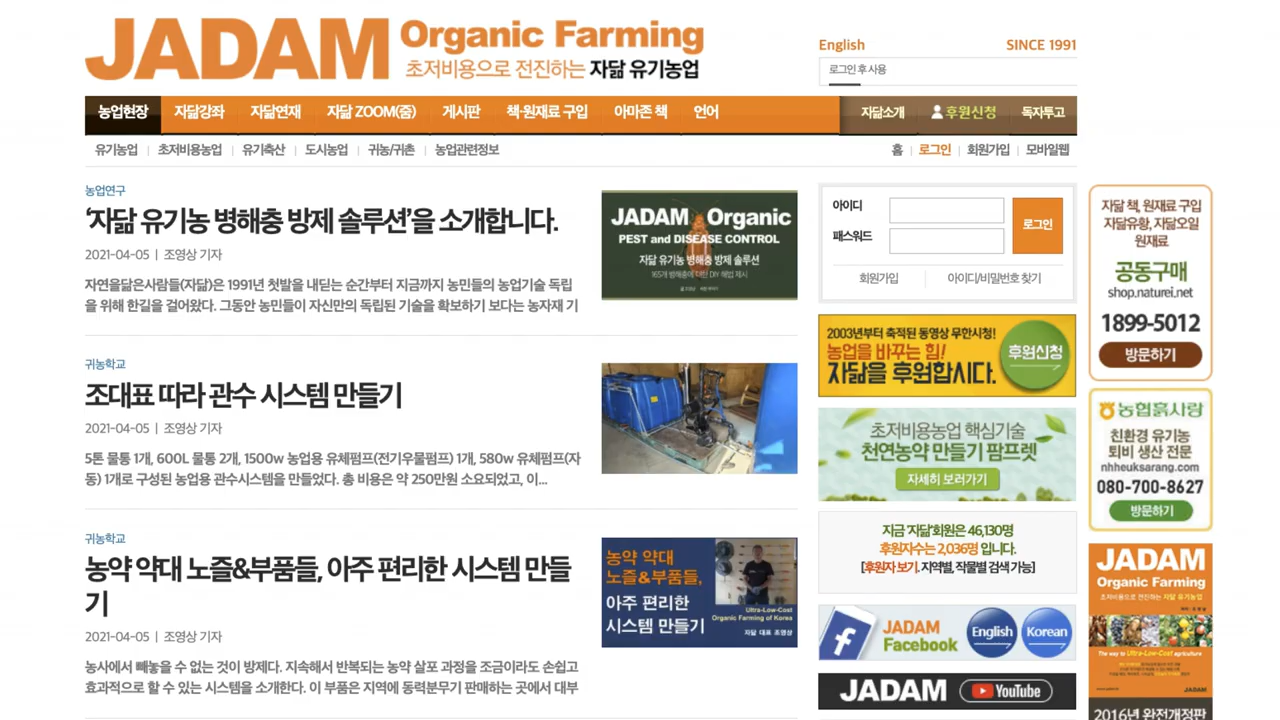 JADAM Organic Farming
초저비용으로 전진하는 자닮 유기농업
English SINCE 1991
로그인 후 사용
농업현장 자닮강좌 자닮연재 자닮 ZOOM(줌) 게시판 책·원재료 구입 아마존 책 언어 자닮소개 후원신청 독자투고
유기농업 | 초저비용농업 | 유기축산 | 도시농업 | 귀농/귀촌 | 농업관련정보
홈 | 로그인 | 회원가입 | 모바일웹
농업연구
‘자닮 유기농 병해충 방제 솔루션’을 소개합니다.
2021-04-05 | 조영상 기자
자연을닮은사람들(자닮)은 1991년 첫발을 내딛는 순간부터 지금까지 농민들의 농업기술 독립
을 위해 한길을 걸어왔다. 그동안 농민들이 자신만의 독립된 기술을 확보하기 보다는 농자재 기
JADAM Organic
PEST and DISEASE CONTROL
자닮 유기농 병해충 방제 솔루션
귀농학교
조대표 따라 관수 시스템 만들기
2021-04-05 | 조영상 기자
5톤 물통 1개, 600L 물통 2개, 1500w 농업용 유체펌프(전기우물펌프) 1개, 580w 유체펌프(자
동) 1개로 구성된 농업용 관수시스템을 만들었다. 총 비용은 약 250만원 소요되었고, 이...
귀농학교
농약 약대 노즐&부품들, 아주 편리한 시스템 만들
기
2021-04-05 | 조영상 기자
농사에서 빼놓을 수 없는 것이 방제다. 지속해서 반복되는 농약 살포 과정을 조금이라도 손쉽고
효과적으로 할 수 있는 시스템을 소개한다. 이 부품은 지역에 동력분무기 판매하는 곳에서 대부
농약 약대
노즐&부품들,
아주 편리한
시스템 만들기
Ultra-Low-Cost
Organic Farming of Korea
자닮 대표 조영상
아이디
패스워드
로그인
회원가입
아이디/비밀번호 찾기
2003년부터 축적된 동영상 무한시청!
농업을 바꾸는 힘!
자닮을 후원합시다.
후원신청
초저비용농업 핵심기술
천연농약 만들기 팜프렛
자세히 보러가기
지금 '자닮'회원은 46,130명
후원자수는 2,036명 입니다.
[후원자 보기. 지역별, 작물별 검색 가능]
JADAM
Facebook
English
Korean
JADAM YouTube
자닮 책, 원재료 구입
자닮유황, 자닮오일
원재료
공동구매
shop.naturei.net
1899-5012
방문하기
농협흙사랑
친환경 유기농
퇴비 생산 전문
nhheuksarang.com
080-700-8627
방문하기
JADAM
Organic Farming
초저비용으로 전진하는 자닮 유기농업
The way to Ultra-Low-Cost agriculture
JADAM
2016년 완전개정판